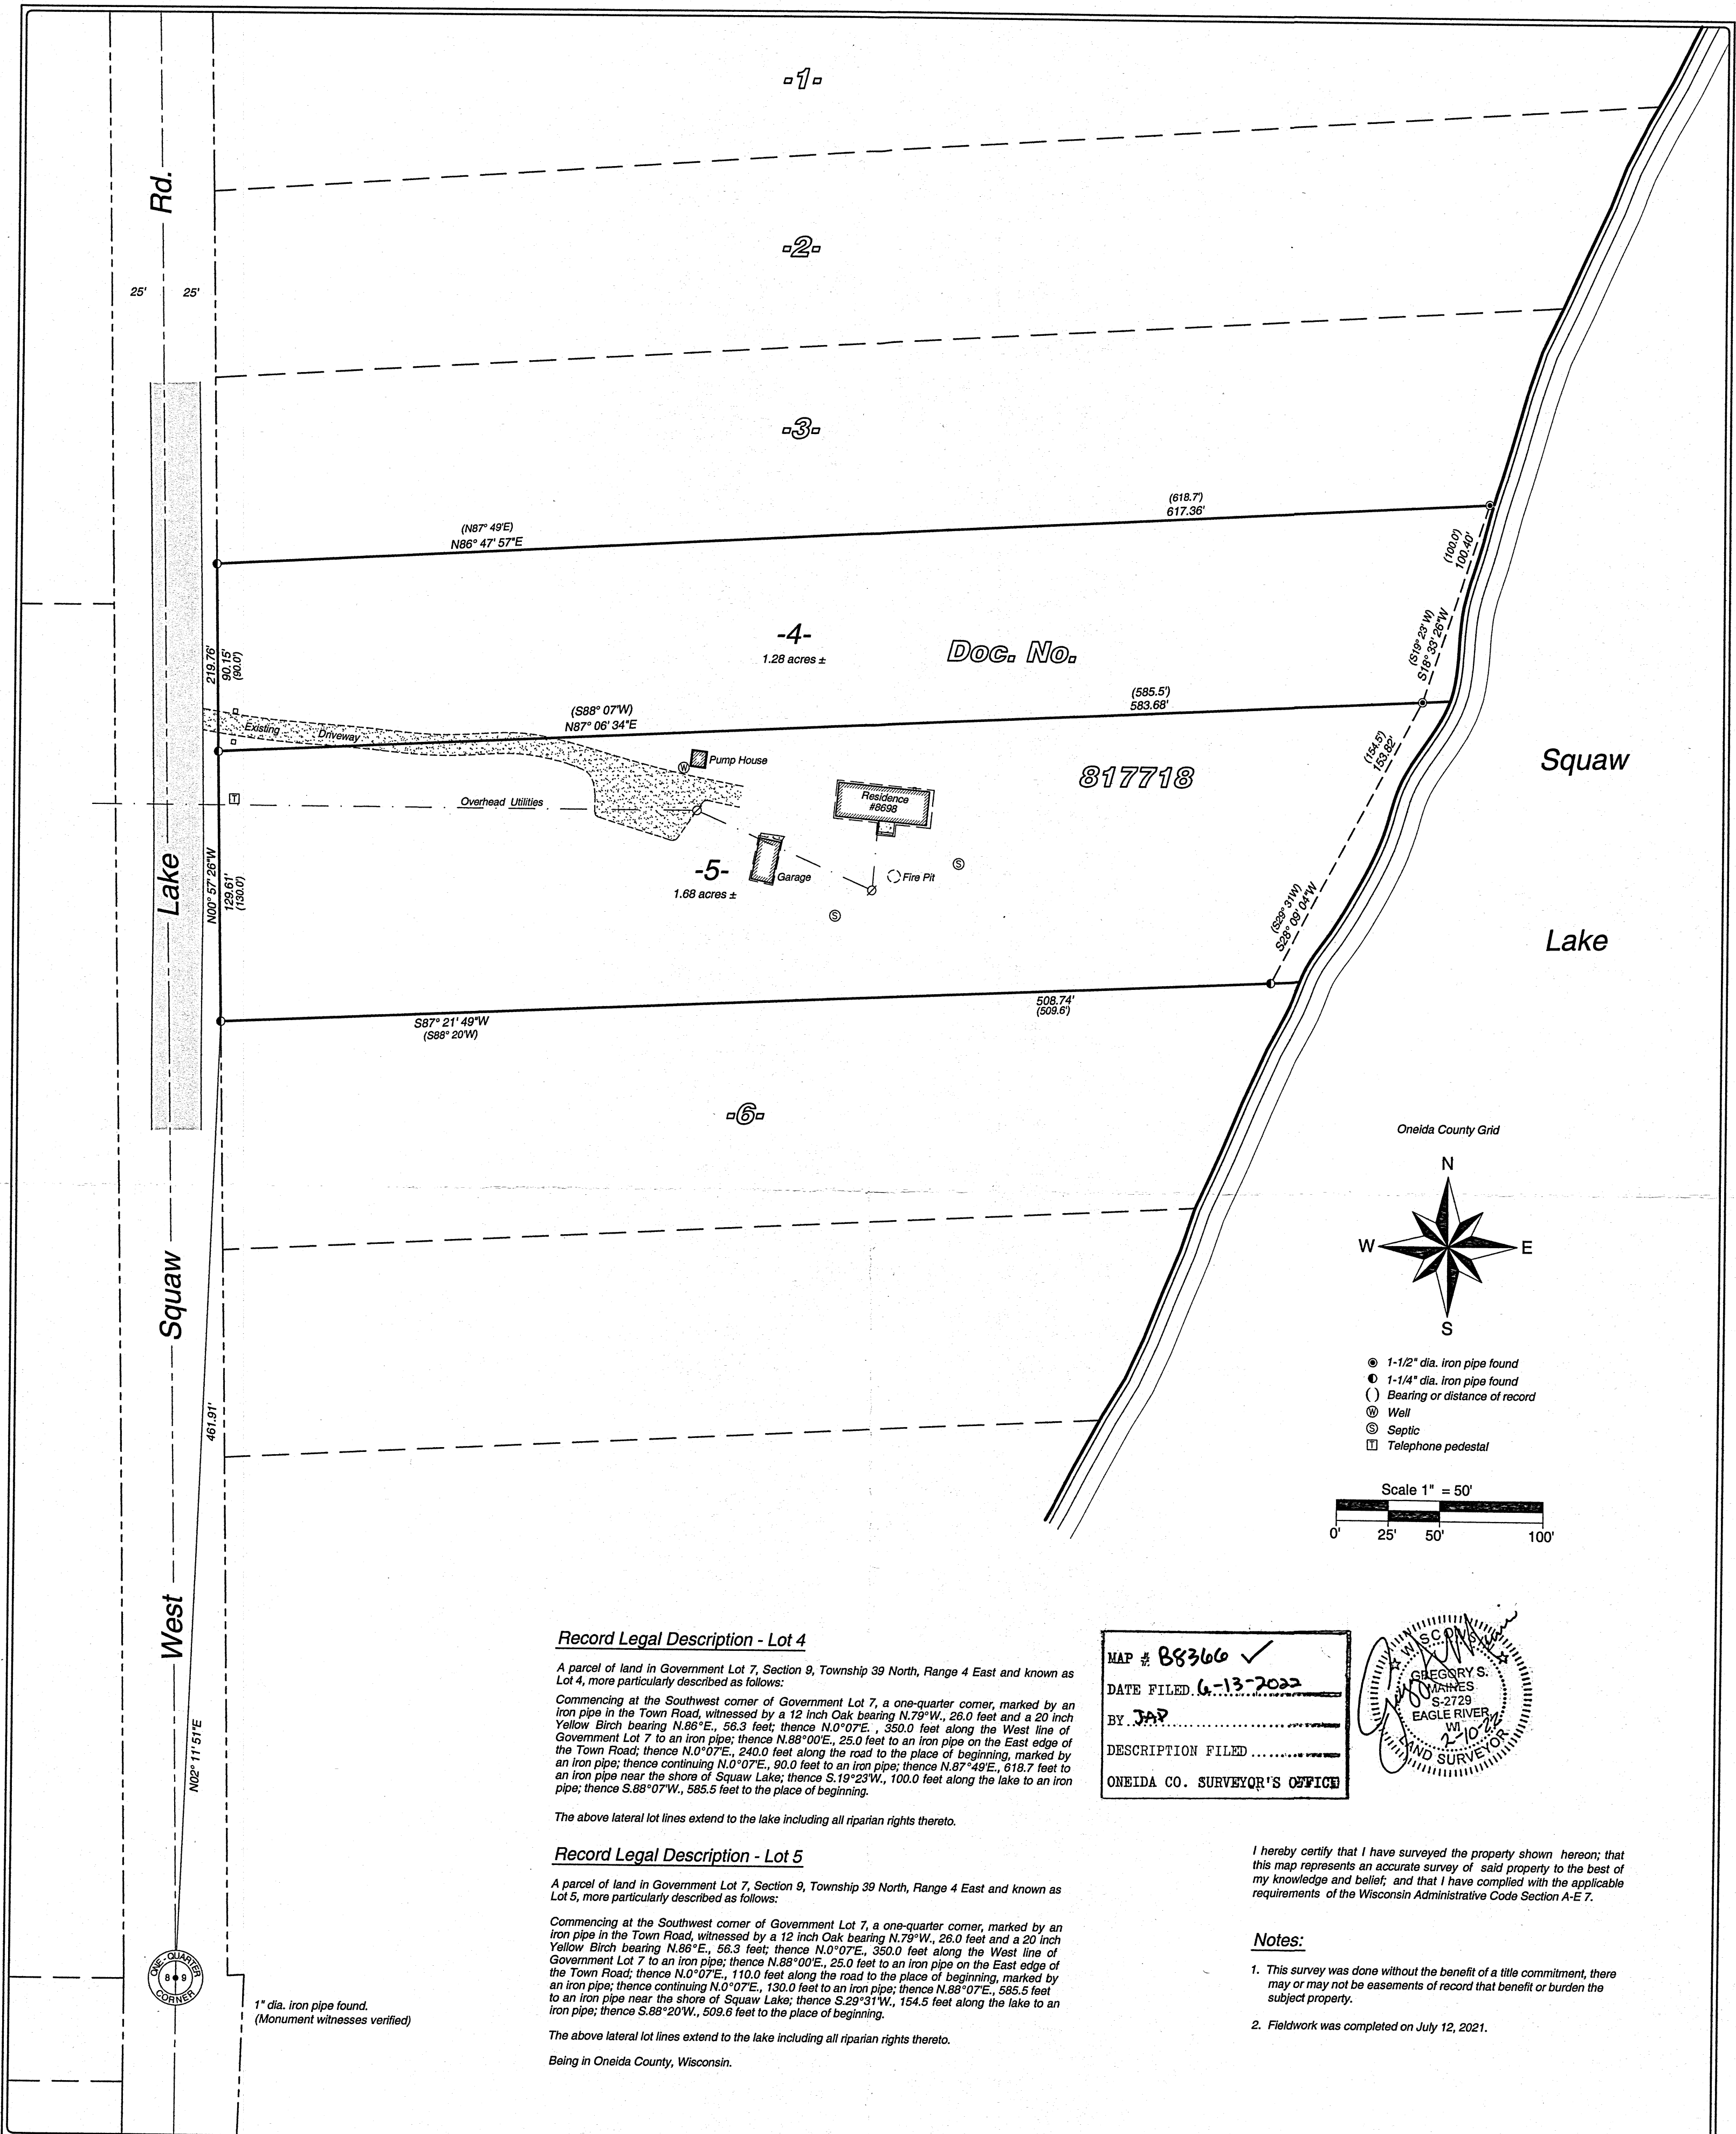 -1-
Rd.
-2-
25' 25'
-3-
(618.7')
617.36'
(N87° 49'E)
N86° 47' 57"E
(100.0')
100.40'
(S19° 23' W)
S18° 33' 26"W
-4-
1.28 acres ±
Doc. No.
219.76'
90.15'
(90.0')
(585.5')
583.68'
(S88° 07'W)
N87° 06' 34"E
Existing Driveway
(154.5')
153.82'
Pump House
W
Squaw
817718
T
Overhead Utilities
Residence
#8698
Lake
N00° 57' 26"W
129.61'
(130.0')
-5-
1.68 acres ±
Garage
Fire Pit
S
S
(S29° 31'W)
S28° 09' 04"W
Lake
508.74'
(509.6')
S87° 21' 49"W
(S88° 20'W)
-6-
Oneida County Grid
N
W E
S
Squaw
1-1/2" dia. iron pipe found
1-1/4" dia. iron pipe found
( ) Bearing or distance of record
W Well
S Septic
T Telephone pedestal
461.91'
Scale 1" = 50'
0' 25' 50' 100'
West
N02° 11' 51"E
Record Legal Description - Lot 4
A parcel of land in Government Lot 7, Section 9, Township 39 North, Range 4 East and known as
Lot 4, more particularly described as follows:
Commencing at the Southwest corner of Government Lot 7, a one-quarter corner, marked by an
iron pipe in the Town Road, witnessed by a 12 inch Oak bearing N.79°W., 26.0 feet and a 20 inch
Yellow Birch bearing N.86°E., 56.3 feet; thence N.0°07'E. , 350.0 feet along the West line of
Government Lot 7 to an iron pipe; thence N.88°00'E., 25.0 feet to an iron pipe on the East edge of
the Town Road; thence N.0°07'E., 240.0 feet along the road to the place of beginning, marked by
an iron pipe; thence continuing N.0°07'E., 90.0 feet to an iron pipe; thence N.87°49'E., 618.7 feet to
an iron pipe near the shore of Squaw Lake; thence S.19°23'W., 100.0 feet along the lake to an iron
pipe; thence S.88°07'W., 585.5 feet to the place of beginning.
The above lateral lot lines extend to the lake including all riparian rights thereto.
Record Legal Description - Lot 5
A parcel of land in Government Lot 7, Section 9, Township 39 North, Range 4 East and known as
Lot 5, more particularly described as follows:
Commencing at the Southwest corner of Government Lot 7, a one-quarter corner, marked by an
iron pipe in the Town Road, witnessed by a 12 inch Oak bearing N.79°W., 26.0 feet and a 20 inch
Yellow Birch bearing N.86°E., 56.3 feet; thence N.0°07'E., 350.0 feet along the West line of
Government Lot 7 to an iron pipe; thence N.88°00'E., 25.0 feet to an iron pipe on the East edge of
the Town Road; thence N.0°07'E., 110.0 feet along the road to the place of beginning, marked by
an iron pipe; thence continuing N.0°07'E., 130.0 feet to an iron pipe; thence N.88°07'E., 585.5 feet
to an iron pipe near the shore of Squaw Lake; thence S.29°31'W., 154.5 feet along the lake to an
iron pipe; thence S.88°20'W., 509.6 feet to the place of beginning.
The above lateral lot lines extend to the lake including all riparian rights thereto.
Being in Oneida County, Wisconsin.
MAP # B8366 ✓
DATE FILED 6-13-2022
BY JAP
DESCRIPTION FILED
ONEIDA CO. SURVEYOR'S OFFICE
WISCONSIN
GREGORY S.
MAINES
S-2729
EAGLE RIVER,
WI
2-10-22
LAND SURVEYOR
I hereby certify that I have surveyed the property shown hereon; that
this map represents an accurate survey of said property to the best of
my knowledge and belief; and that I have complied with the applicable
requirements of the Wisconsin Administrative Code Section A-E 7.
Notes:
1. This survey was done without the benefit of a title commitment, there
may or may not be easements of record that benefit or burden the
subject property.
2. Fieldwork was completed on July 12, 2021.
ONE-QUARTER
8 9
CORNER
1" dia. iron pipe found.
(Monument witnesses verified)